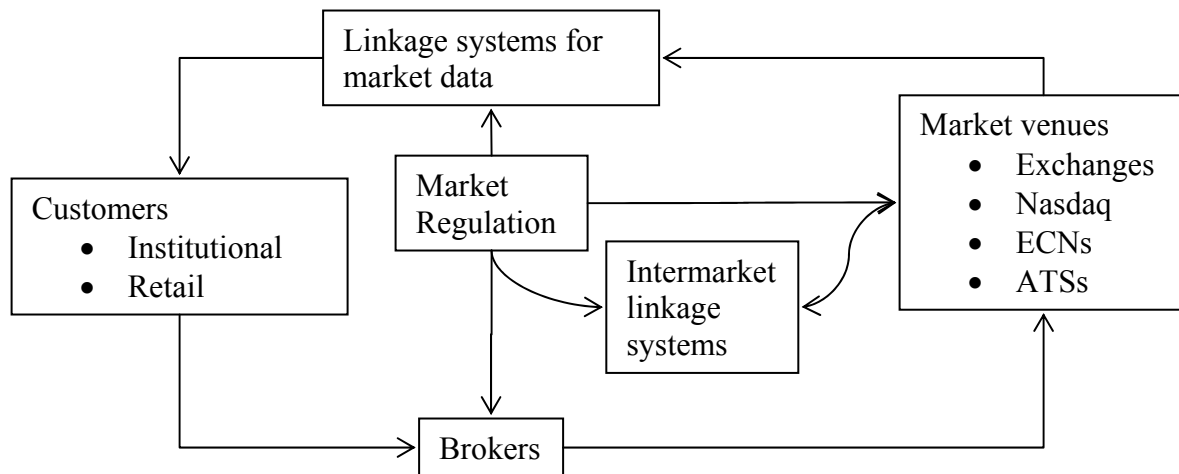 Linkage systems for
market data
Market venues
• Exchanges
• Nasdaq
• ECNs
• ATSs
Market
Regulation
Customers
• Institutional
• Retail
Intermarket
linkage
systems
Brokers